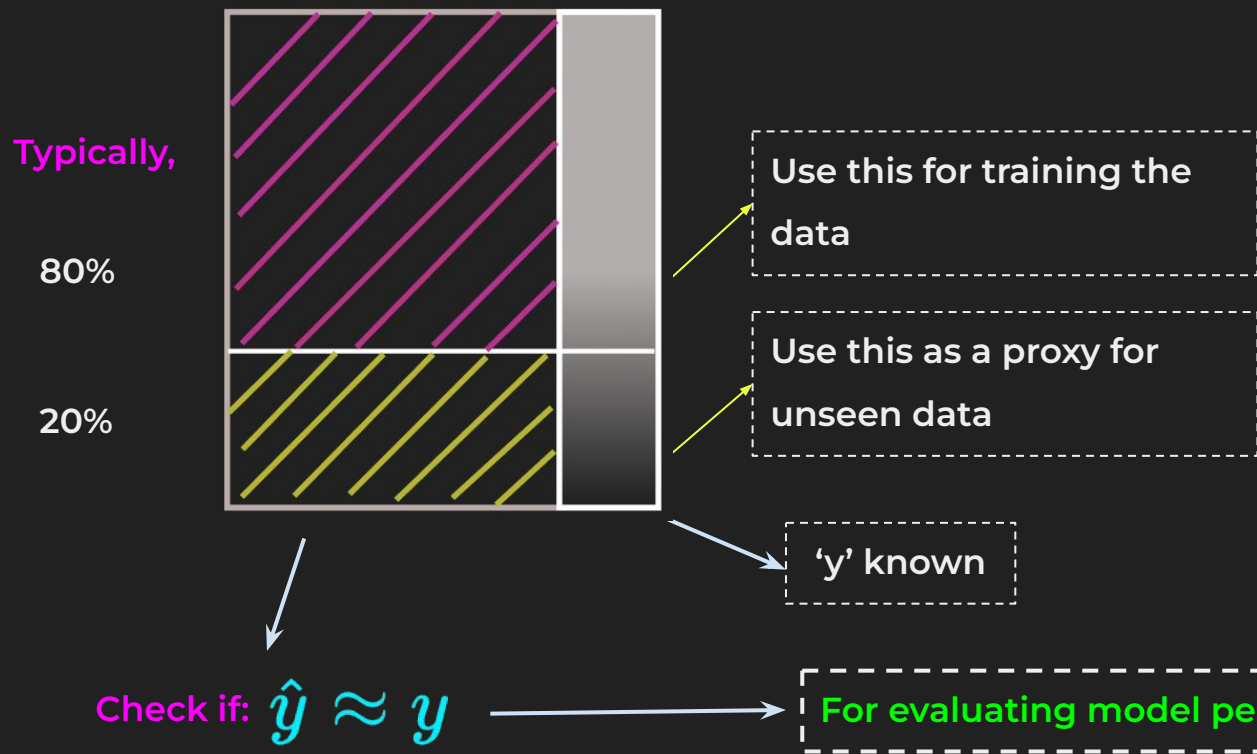 Typically,
80%
20%
Use this for training the
data
Use this as a proxy for
unseen data
‘y’ known
Check if: ŷ ≈ y
For evaluating model pe